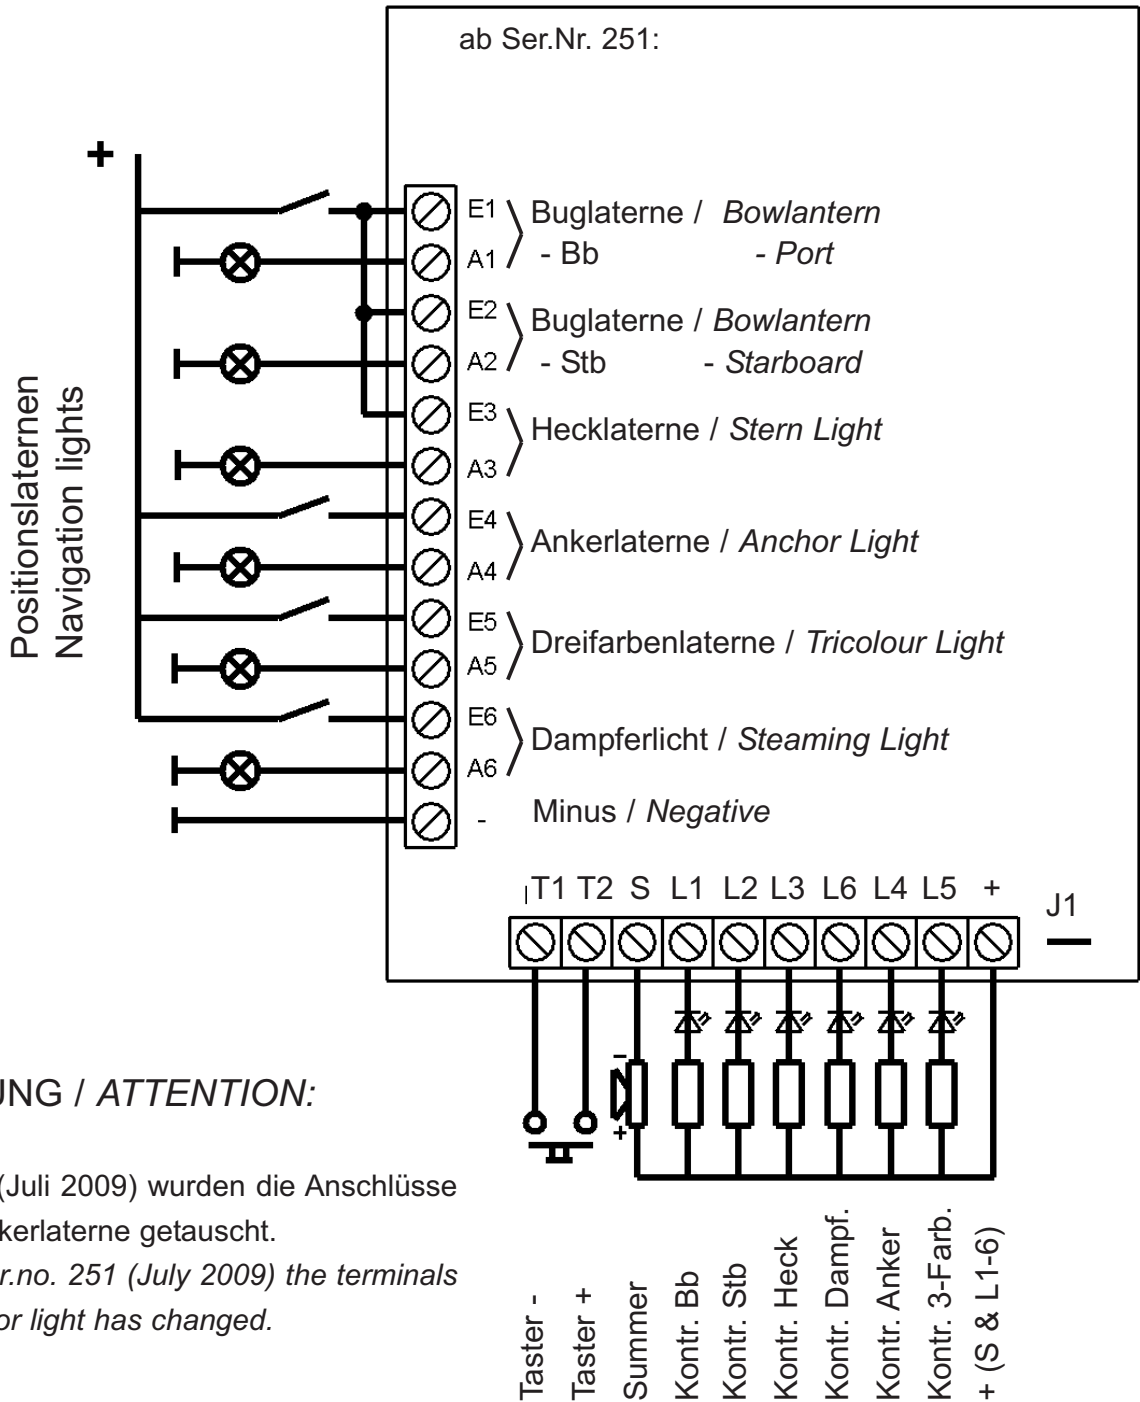 ab Ser.Nr. 251:
+
E1 Buglaterne / Bowlantern
A1 - Bb - Port
E2 Buglaterne / Bowlantern
A2 - Stb - Starboard
E3
Hecklaterne / Stern Light
A3
E4
Ankerlaterne / Anchor Light
A4
E5
Dreifarbenlaterne / Tricolour Light
A5
E6
Dampferlicht / Steaming Light
A6
- Minus / Negative
Positionslaternen
Navigation lights
T1 T2 S L1 L2 L3 L6 L4 L5 +
J1
−
+
UNG / ATTENTION:
(Juli 2009) wurden die Anschlüsse
kerlaterne getauscht.
r.no. 251 (July 2009) the terminals
or light has changed.
Taster -
Taster +
Summer
Kontr. Bb
Kontr. Stb
Kontr. Heck
Kontr. Dampf.
Kontr. Anker
Kontr. 3-Farb.
+ (S & L1-6)